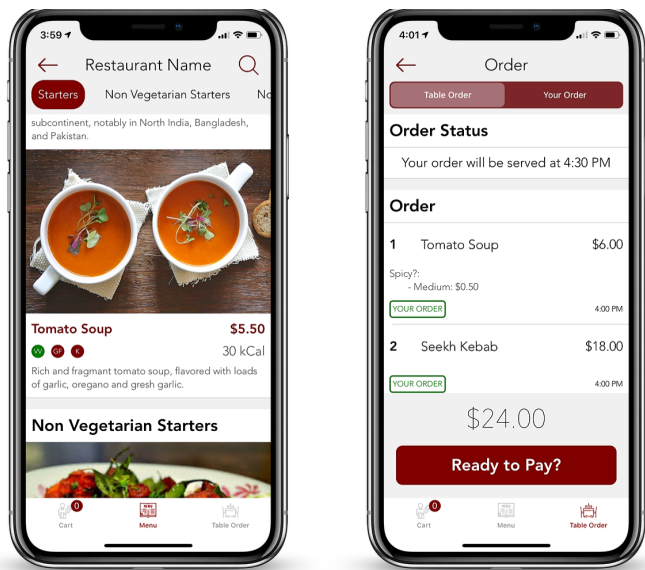 3:59
Restaurant Name
Starters Non Vegetarian Starters
subcontinent, notably in North India, Bangladesh,
and Pakistan.
Tomato Soup $5.50
VV GF K 30 kCal
Rich and fragmant tomato soup, flavored with loads
of garlic, oregano and gresh garlic.
Non Vegetarian Starters
0
Cart Menu Table Order
4:01
Order
Table Order Your Order
Order Status
Your order will be served at 4:30 PM
Order
1 Tomato Soup $6.00
Spicy?:
- Medium: $0.50
YOUR ORDER 4:00 PM
2 Seekh Kebab $18.00
YOUR ORDER 4:00 PM
$24.00
Ready to Pay?
0
Cart Menu Table Order